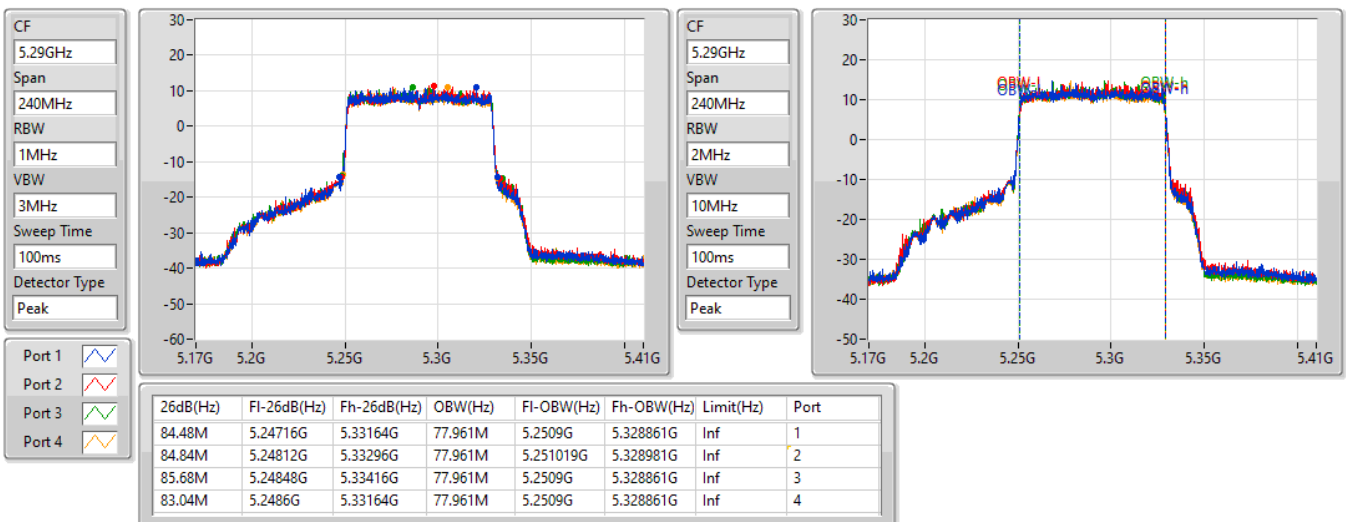 CF
5.29GHz
Span
240MHz
RBW
1MHz
VBW
3MHz
Sweep Time
100ms
Detector Type
Peak
30
20
10
0
-10
-20
-30
-40
-50
-60
5.17G 5.2G 5.25G 5.3G 5.35G 5.41G
CF
5.29GHz
Span
240MHz
RBW
2MHz
VBW
10MHz
Sweep Time
100ms
Detector Type
Peak
30
20
10
0
-10
-20
-30
-40
-50
OBW-l OBW-h
5.17G 5.2G 5.25G 5.3G 5.35G 5.41G
Port 1
Port 2
Port 3
Port 4
26dB(Hz) Fl-26dB(Hz) Fh-26dB(Hz) OBW(Hz) Fl-OBW(Hz) Fh-OBW(Hz) Limit(Hz) Port
84.48M 5.24716G 5.33164G 77.961M 5.2509G 5.328861G Inf 1
84.84M 5.24812G 5.33296G 77.961M 5.251019G 5.328981G Inf 2
85.68M 5.24848G 5.33416G 77.961M 5.2509G 5.328861G Inf 3
83.04M 5.2486G 5.33164G 77.961M 5.2509G 5.328861G Inf 4